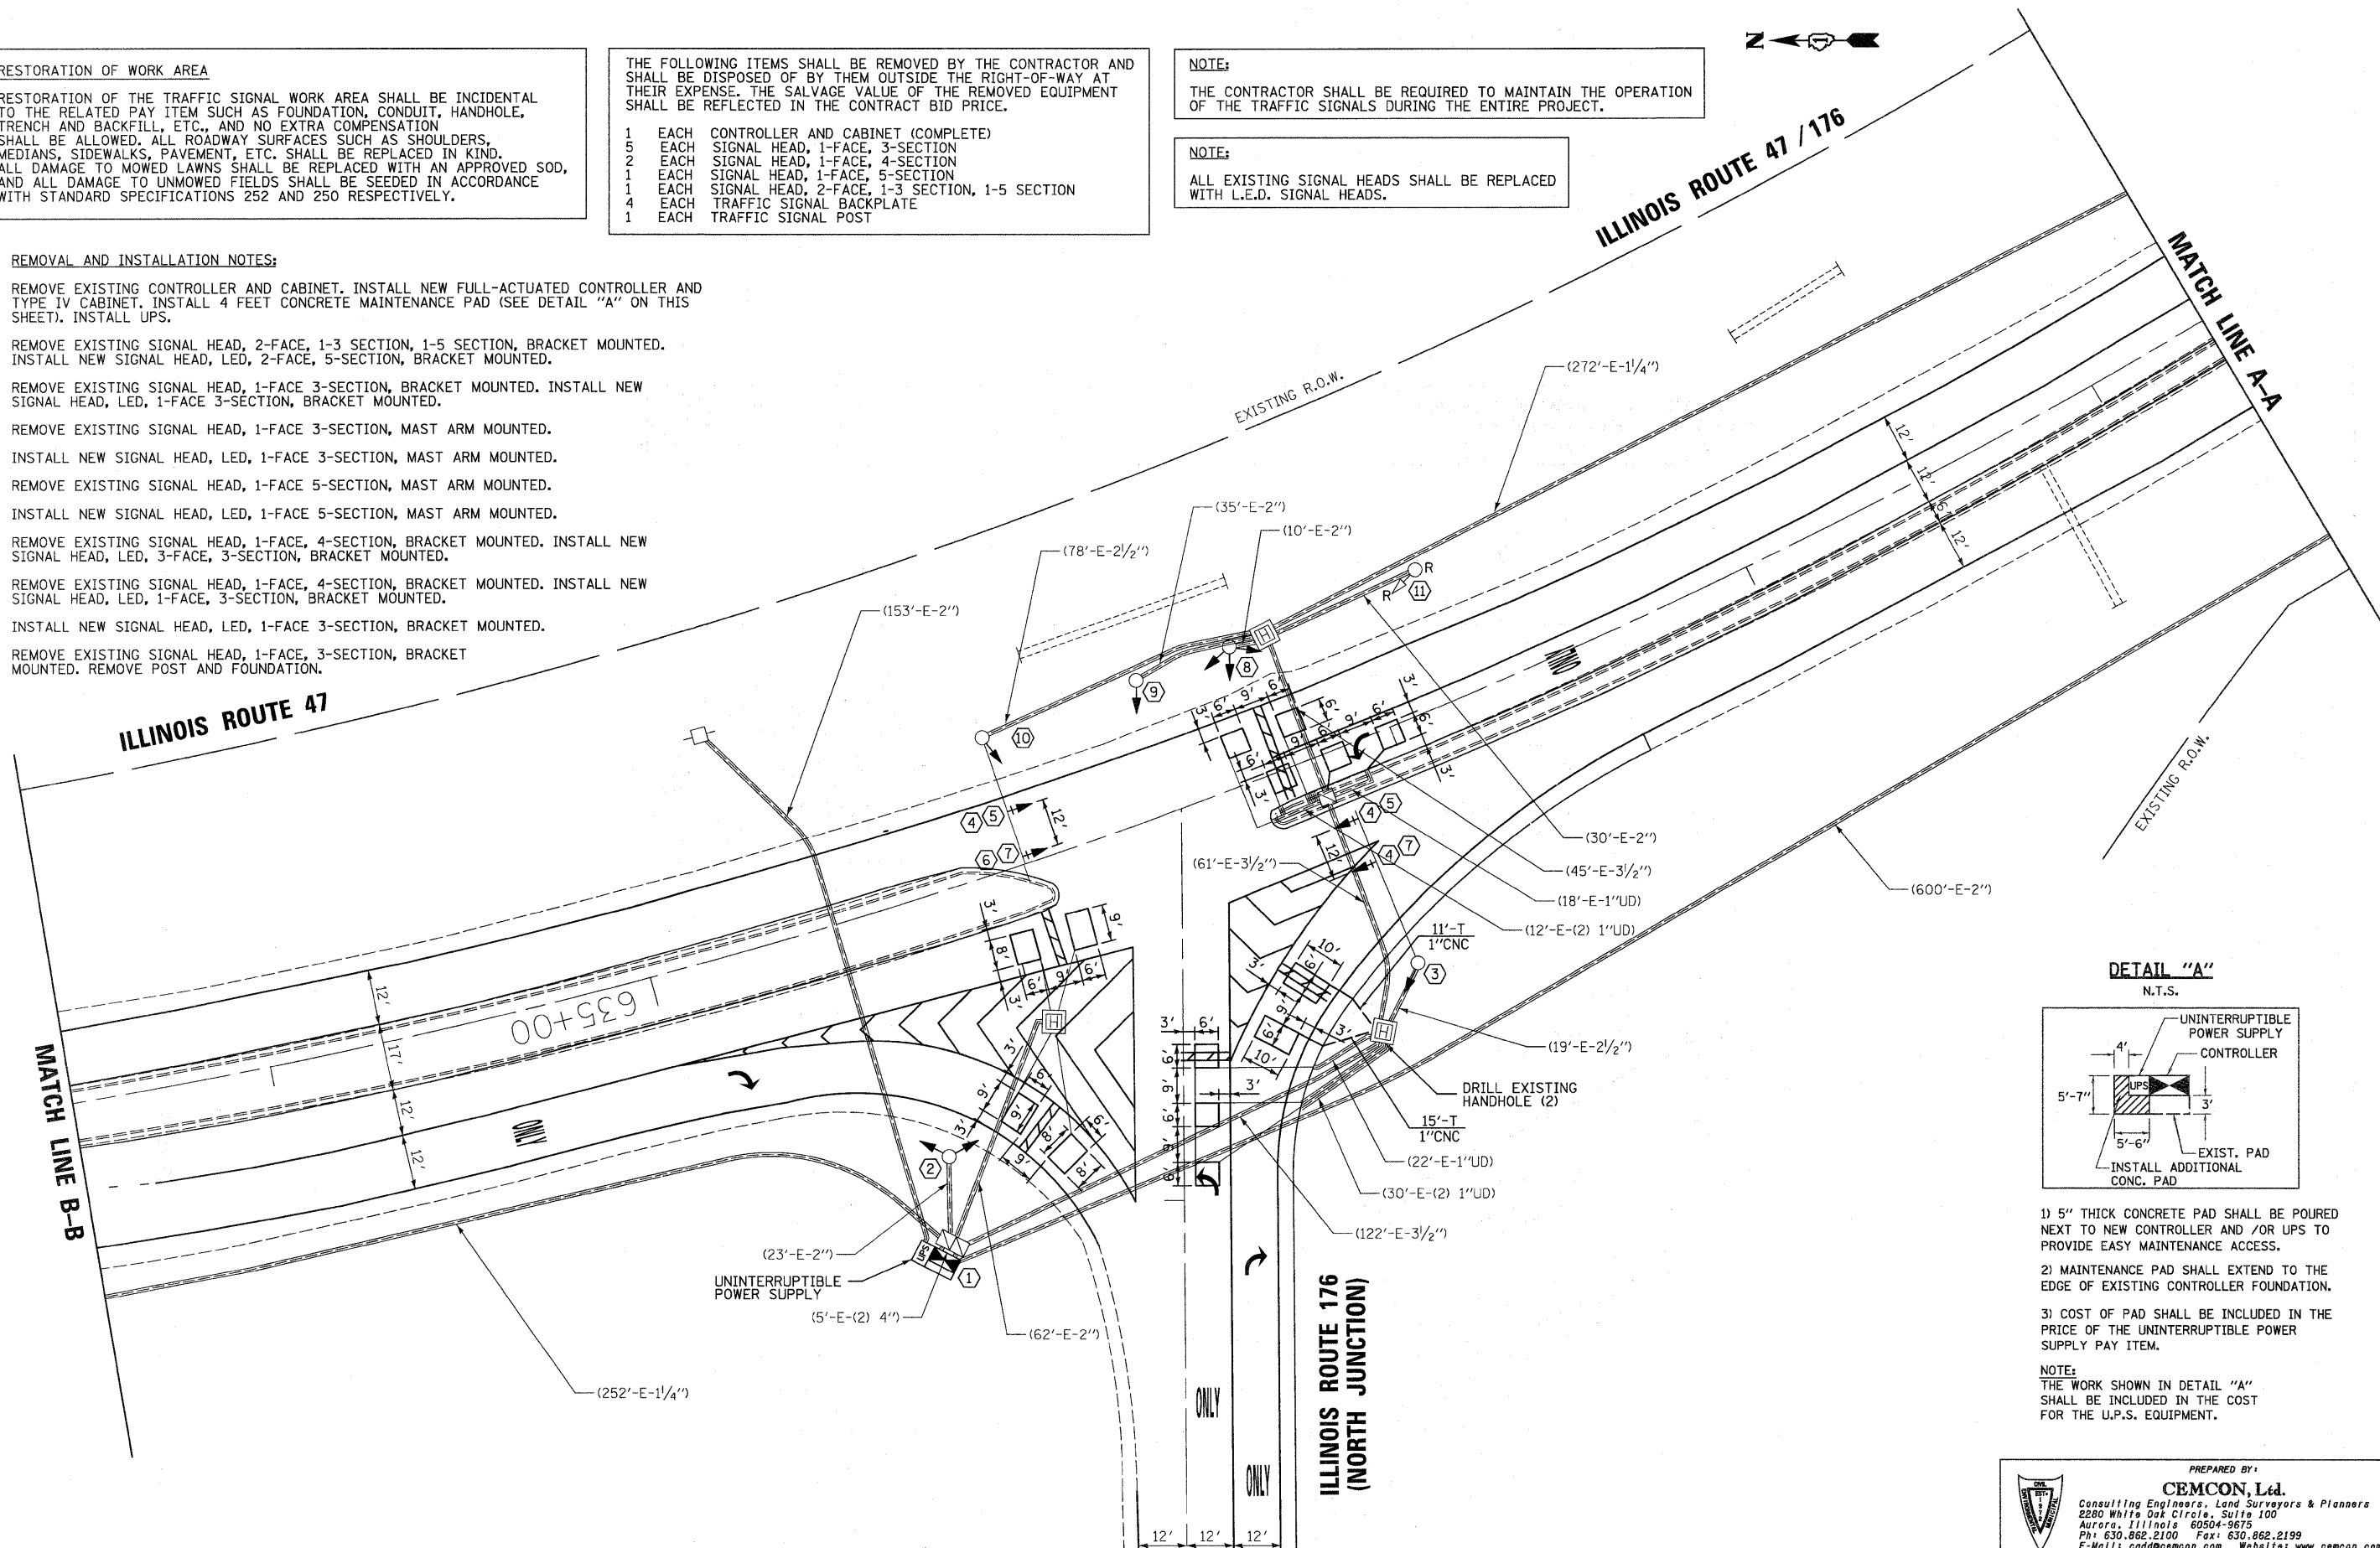 RESTORATION OF WORK AREA
RESTORATION OF THE TRAFFIC SIGNAL WORK AREA SHALL BE INCIDENTAL
TO THE RELATED PAY ITEM SUCH AS FOUNDATION, CONDUIT, HANDHOLE,
TRENCH AND BACKFILL, ETC., AND NO EXTRA COMPENSATION
SHALL BE ALLOWED. ALL ROADWAY SURFACES SUCH AS SHOULDERS,
MEDIANS, SIDEWALKS, PAVEMENT, ETC. SHALL BE REPLACED IN KIND.
ALL DAMAGE TO MOWED LAWNS SHALL BE REPLACED WITH AN APPROVED SOD,
AND ALL DAMAGE TO UNMOWED FIELDS SHALL BE SEEDED IN ACCORDANCE
WITH STANDARD SPECIFICATIONS 252 AND 250 RESPECTIVELY.
THE FOLLOWING ITEMS SHALL BE REMOVED BY THE CONTRACTOR AND
SHALL BE DISPOSED OF BY THEM OUTSIDE THE RIGHT-OF-WAY AT
THEIR EXPENSE. THE SALVAGE VALUE OF THE REMOVED EQUIPMENT
SHALL BE REFLECTED IN THE CONTRACT BID PRICE.
1 EACH CONTROLLER AND CABINET (COMPLETE)
5 EACH SIGNAL HEAD, 1-FACE, 3-SECTION
2 EACH SIGNAL HEAD, 1-FACE, 4-SECTION
1 EACH SIGNAL HEAD, 1-FACE, 5-SECTION
1 EACH SIGNAL HEAD, 2-FACE, 1-3 SECTION, 1-5 SECTION
4 EACH TRAFFIC SIGNAL BACKPLATE
1 EACH TRAFFIC SIGNAL POST
NOTE:
THE CONTRACTOR SHALL BE REQUIRED TO MAINTAIN THE OPERATION
OF THE TRAFFIC SIGNALS DURING THE ENTIRE PROJECT.
NOTE:
ALL EXISTING SIGNAL HEADS SHALL BE REPLACED
WITH L.E.D. SIGNAL HEADS.
N
REMOVAL AND INSTALLATION NOTES:
REMOVE EXISTING CONTROLLER AND CABINET. INSTALL NEW FULL-ACTUATED CONTROLLER AND
TYPE IV CABINET. INSTALL 4 FEET CONCRETE MAINTENANCE PAD (SEE DETAIL "A" ON THIS
SHEET). INSTALL UPS.
REMOVE EXISTING SIGNAL HEAD, 2-FACE, 1-3 SECTION, 1-5 SECTION, BRACKET MOUNTED.
INSTALL NEW SIGNAL HEAD, LED, 2-FACE, 5-SECTION, BRACKET MOUNTED.
REMOVE EXISTING SIGNAL HEAD, 1-FACE 3-SECTION, BRACKET MOUNTED. INSTALL NEW
SIGNAL HEAD, LED, 1-FACE 3-SECTION, BRACKET MOUNTED.
REMOVE EXISTING SIGNAL HEAD, 1-FACE 3-SECTION, MAST ARM MOUNTED.
INSTALL NEW SIGNAL HEAD, LED, 1-FACE 3-SECTION, MAST ARM MOUNTED.
REMOVE EXISTING SIGNAL HEAD, 1-FACE 5-SECTION, MAST ARM MOUNTED.
INSTALL NEW SIGNAL HEAD, LED, 1-FACE 5-SECTION, MAST ARM MOUNTED.
REMOVE EXISTING SIGNAL HEAD, 1-FACE, 4-SECTION, BRACKET MOUNTED. INSTALL NEW
SIGNAL HEAD, LED, 3-FACE, 3-SECTION, BRACKET MOUNTED.
REMOVE EXISTING SIGNAL HEAD, 1-FACE, 4-SECTION, BRACKET MOUNTED. INSTALL NEW
SIGNAL HEAD, LED, 1-FACE, 3-SECTION, BRACKET MOUNTED.
INSTALL NEW SIGNAL HEAD, LED, 1-FACE 3-SECTION, BRACKET MOUNTED.
REMOVE EXISTING SIGNAL HEAD, 1-FACE, 3-SECTION, BRACKET
MOUNTED. REMOVE POST AND FOUNDATION.
ILLINOIS ROUTE 47 / 176
MATCH LINE A-A
EXISTING R.O.W.
(272'-E-1¼")
(35'-E-2")
(10'-E-2")
(78'-E-2½")
(153'-E-2")
ILLINOIS ROUTE 47
R
R
11
8
9
10
4 5
6 7
4 5
4 7
3
12'
12'
6'
12'
ONLY
EXISTING R.O.W.
(30'-E-2")
(61'-E-3½")
(45'-E-3½")
(18'-E-1"UD)
(12'-E-(2) 1"UD)
(600'-E-2")
11'-T
1"CNC
(19'-E-2½")
DRILL EXISTING
HANDHOLE (2)
15'-T
1"CNC
(22'-E-1"UD)
(30'-E-(2) 1"UD)
(122'-E-3½")
635+00
12'
17'
12'
12'
ONLY
MATCH LINE B-B
2
1
UPS
(23'-E-2")
UNINTERRUPTIBLE
POWER SUPPLY
(5'-E-(2) 4")
(62'-E-2")
(252'-E-1¼")
ONLY
ONLY
12' 12' 12'
ILLINOIS ROUTE 176
(NORTH JUNCTION)
DETAIL "A"
N.T.S.
UNINTERRUPTIBLE
POWER SUPPLY
CONTROLLER
4'
UPS
5'-7"
3'
5'-6"
EXIST. PAD
INSTALL ADDITIONAL
CONC. PAD
1) 5" THICK CONCRETE PAD SHALL BE POURED
NEXT TO NEW CONTROLLER AND /OR UPS TO
PROVIDE EASY MAINTENANCE ACCESS.
2) MAINTENANCE PAD SHALL EXTEND TO THE
EDGE OF EXISTING CONTROLLER FOUNDATION.
3) COST OF PAD SHALL BE INCLUDED IN THE
PRICE OF THE UNINTERRUPTIBLE POWER
SUPPLY PAY ITEM.
NOTE:
THE WORK SHOWN IN DETAIL "A"
SHALL BE INCLUDED IN THE COST
FOR THE U.P.S. EQUIPMENT.
PREPARED BY:
CEMCON, Ltd.
Consulting Engineers, Land Surveyors & Planners
2280 White Oak Circle, Suite 100
Aurora, Illinois 60504-9675
Ph: 630.862.2100 Fax: 630.862.2199